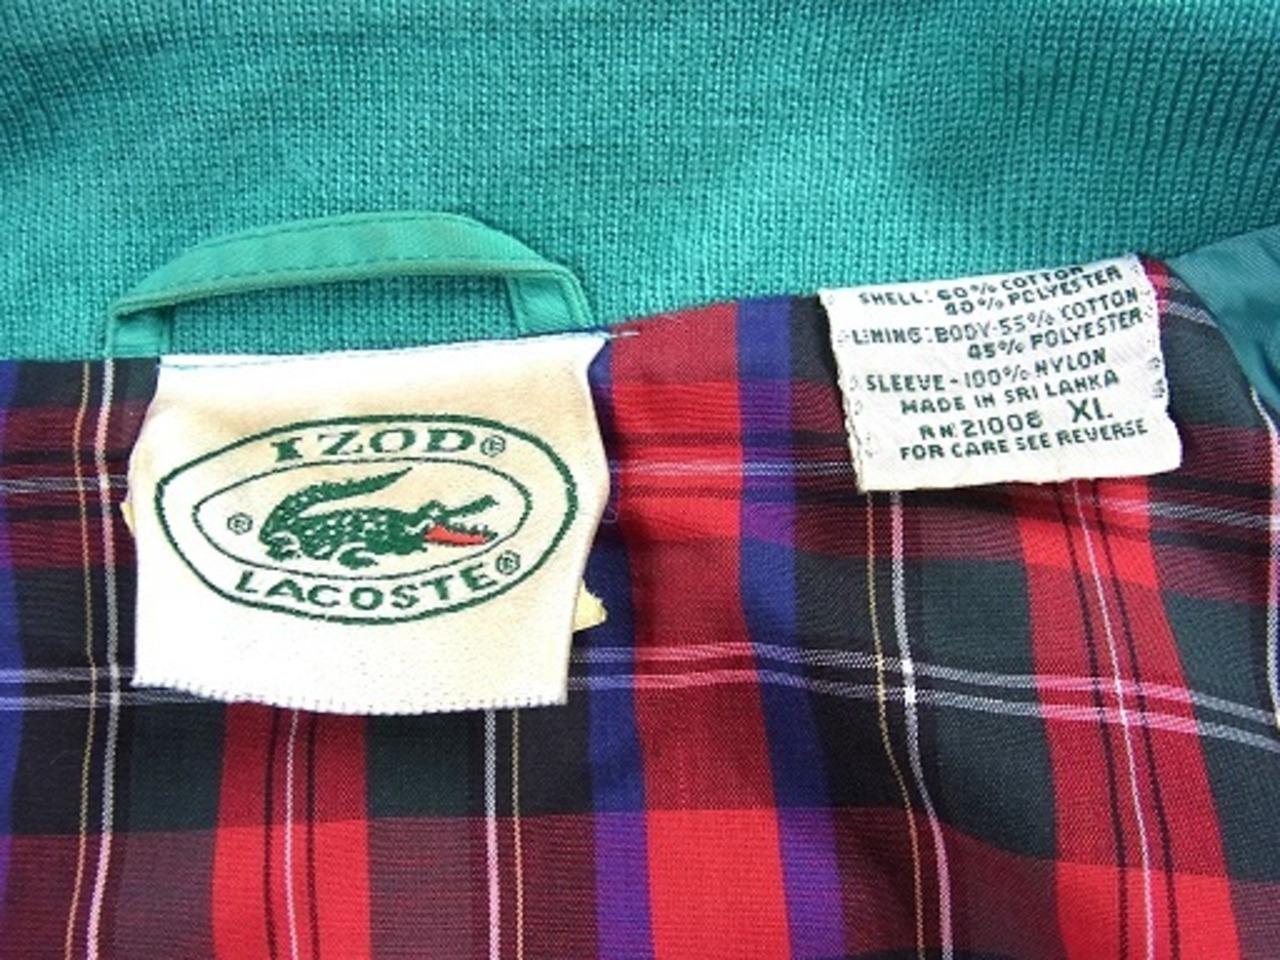 IZOD®
®
LACOSTE®
SHELL: 60% COTTON
40% POLYESTER
LINING: BODY-55% COTTON
45% POLYESTER
SLEEVE-100% NYLON
MADE IN SRI LANKA
RN 21006 XL
FOR CARE SEE REVERSE